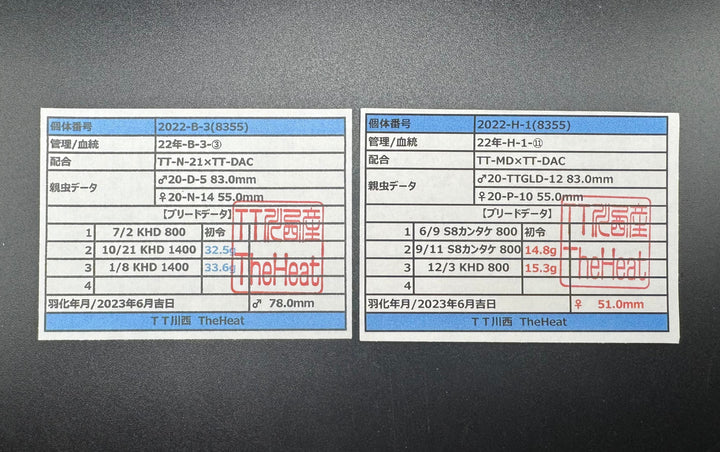 個体番号 2022-B-3(8355)
管理/血統 22年-B-3-③
配合 TT-N-21×TT-DAC
親虫データ ♂20-D-5 83.0mm
♀20-N-14 55.0mm
【ブリードデータ】
1 7/2 KHD 800 初令
2 10/21 KHD 1400 32.5g
3 1/8 KHD 1400 33.6g
4
羽化年月/2023年6月吉日 ♂ 78.0mm
TT川西 TheHeat
TT川西産
TheHeat
個体番号 2022-H-1(8355)
管理/血統 22年-H-1-⑪
配合 TT-MD×TT-DAC
親虫データ ♂20-TTGLD-12 83.0mm
♀20-P-10 55.0mm
【ブリードデータ】
1 6/9 S8カンタケ 800 初令
2 9/11 S8カンタケ 800 14.8g
3 12/3 KHD 800 15.3g
4
羽化年月/2023年6月吉日 ♀ 51.0mm
TT川西 TheHeat
TT川西産
TheHeat